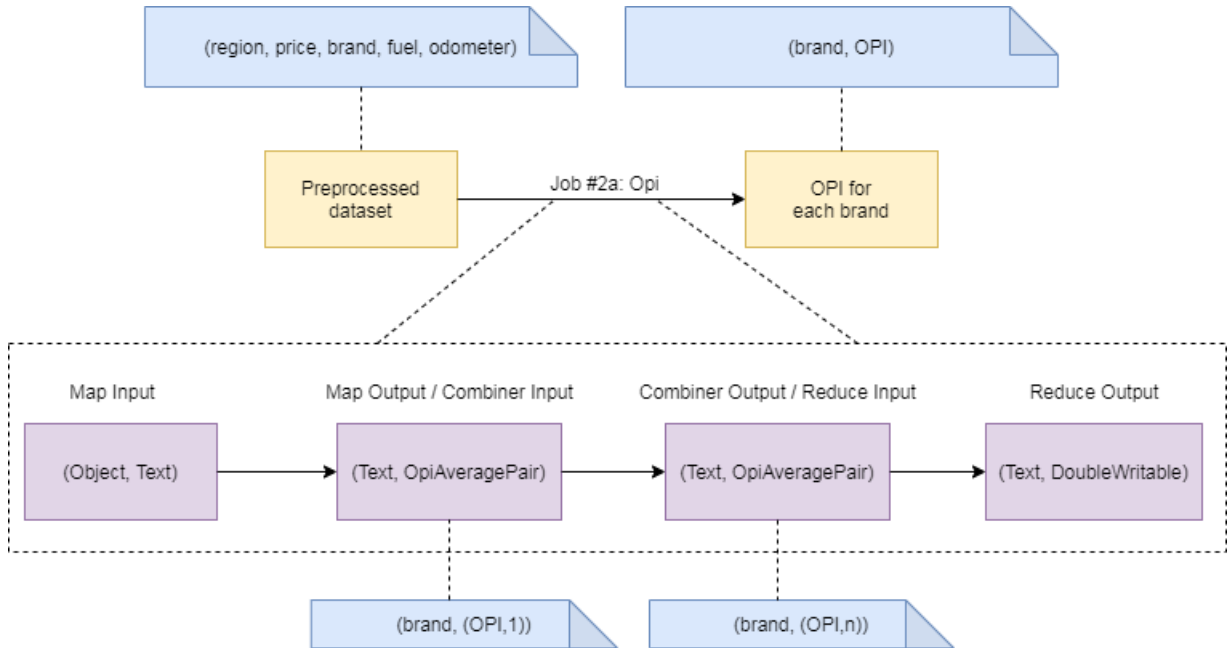 (region, price, brand, fuel, odometer)
(brand, OPI)
Preprocessed
dataset
Job #2a: Opi
OPI for
each brand
Map Input
Map Output / Combiner Input
Combiner Output / Reduce Input
Reduce Output
(Object, Text)
(Text, OpiAveragePair)
(Text, OpiAveragePair)
(Text, DoubleWritable)
(brand, (OPI,1))
(brand, (OPI,n))